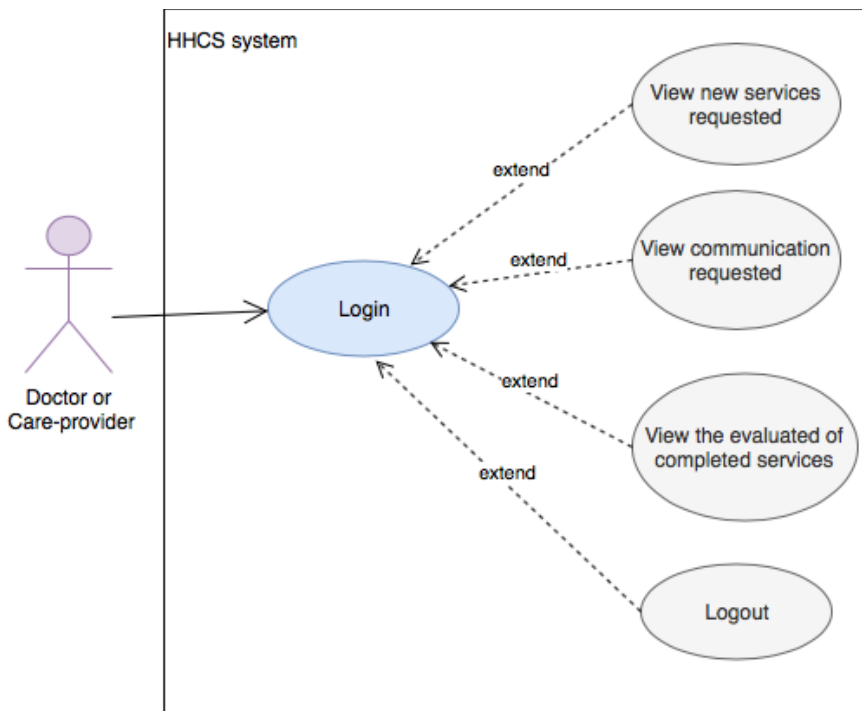 HHCS system
View new services
requested
extend
View communication
requested
extend
Login
Doctor or
Care-provider
extend
View the evaluated of
completed services
extend
Logout